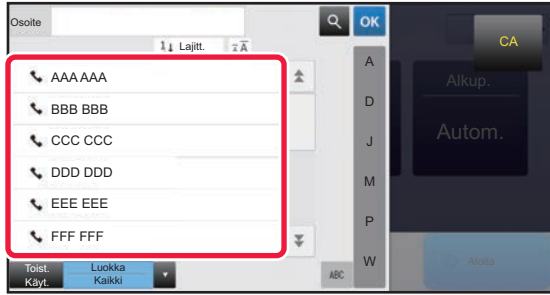 Osoite
OK
CA
Lajitt.
AAA AAA
BBB BBB
CCC CCC
DDD DDD
EEE EEE
FFF FFF
A
D
J
M
P
W
Alkup.
Autom.
Toist. Käyt.
Luokka
Kaikki
ABC
Aloita